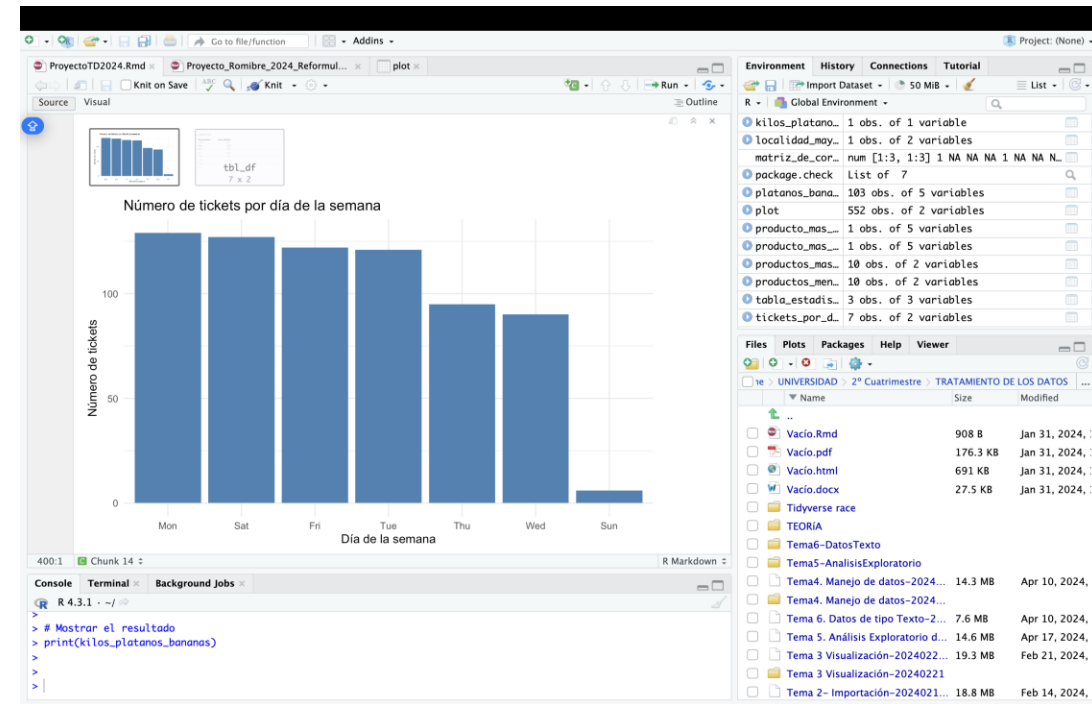 Go to file/function
Addins
Project: (None)
ProyectoTD2024.Rmd
Proyecto_Romibre_2024_Reformul...
plot
Knit on Save
ABC
Knit
Run
Source
Visual
Outline
tbl_df
7 x 2
Número de tickets por día de la semana
Número de tickets
100
50
0
Mon
Sat
Fri
Tue
Thu
Wed
Sun
Día de la semana
400:1
C Chunk 14
R Markdown
Console
Terminal
Background Jobs
R 4.3.1 · ~/
>
> # Mostrar el resultado
> print(kilos_platanos_bananas)
>
>
>
Environment
History
Connections
Tutorial
Import Dataset
50 MiB
List
R
Global Environment
kilos_platano… 1 obs. of 1 variable
localidad_may… 1 obs. of 2 variables
matriz_de_cor… num [1:3, 1:3] 1 NA NA NA 1 NA NA N…
package.check List of 7
platanos_bana… 103 obs. of 5 variables
plot 552 obs. of 2 variables
producto_mas_… 1 obs. of 5 variables
producto_mas_… 1 obs. of 5 variables
productos_mas… 10 obs. of 2 variables
productos_men… 10 obs. of 2 variables
tabla_estadis… 3 obs. of 3 variables
tickets_por_d… 7 obs. of 2 variables
Files
Plots
Packages
Help
Viewer
UNIVERSIDAD
2º Cuatrimestre
TRATAMIENTO DE LOS DATOS
...
Name
Size
Modified
..
Vacío.Rmd 908 B Jan 31, 2024,
Vacío.pdf 176.3 KB Jan 31, 2024,
Vacío.html 691 KB Jan 31, 2024,
Vacío.docx 27.5 KB Jan 31, 2024,
Tidyverse race
TEORÍA
Tema6-DatosTexto
Tema5-AnalisisExploratorio
Tema4. Manejo de datos-2024... 14.3 MB Apr 10, 2024,
Tema4. Manejo de datos-2024...
Tema 6. Datos de tipo Texto-2... 7.6 MB Apr 10, 2024,
Tema 5. Análisis Exploratorio d... 14.6 MB Apr 17, 2024,
Tema 3 Visualización-2024022... 19.3 MB Feb 21, 2024,
Tema 3 Visualización-20240221
Tema 2- Importación-2024021... 18.8 MB Feb 14, 2024,